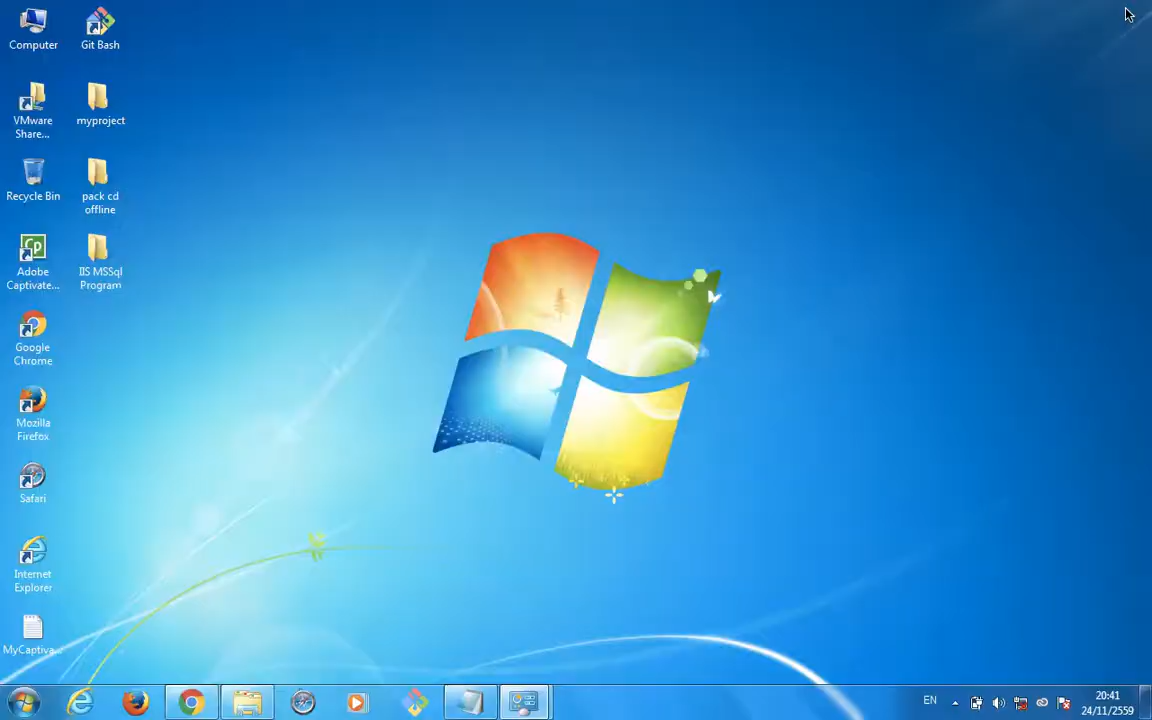 Computer
Git Bash
VMware
Share...
myproject
Recycle Bin
pack cd
offline
Adobe
Captivate...
IIS MSSql
Program
Google
Chrome
Mozilla
Firefox
Safari
Internet
Explorer
MyCaptiva...
EN
20:41
24/11/2559